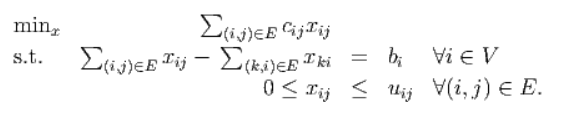 min_x ∑_{(i,j)∈E} c_{ij}x_{ij}
s.t. ∑_{(i,j)∈E} x_{ij} − ∑_{(k,i)∈E} x_{ki} = b_i ∀i ∈ V
0 ≤ x_{ij} ≤ u_{ij} ∀(i, j) ∈ E.